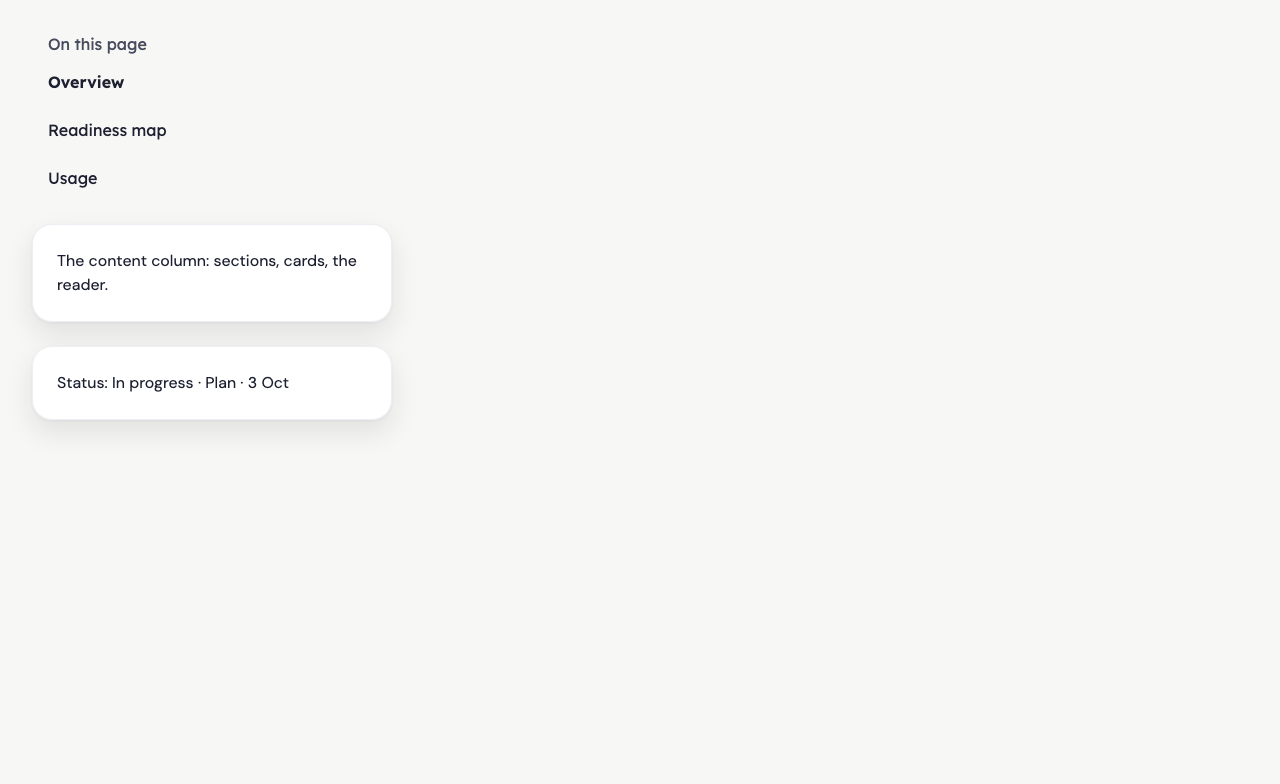 On this page
Overview
Readiness map
Usage
The content column: sections, cards, the
reader.
Status: In progress · Plan · 3 Oct